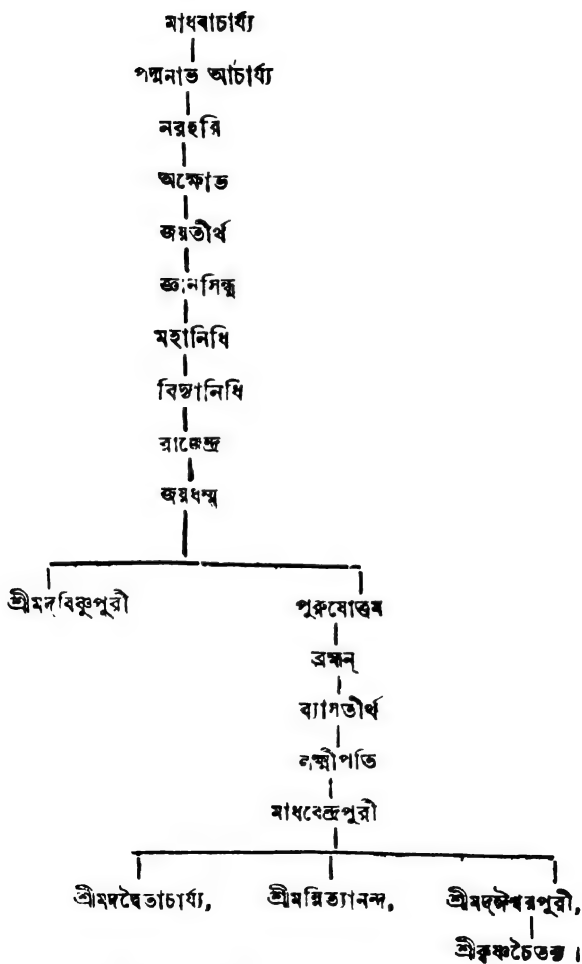 মাধবাচার্য্য
পদ্মনাভ আচার্য্য
নরহরি
অক্ষোভ
জয়তীর্থ
জ্ঞানসিন্ধু
মহানিধি
বিদ্যানিধি
রাজেন্দ্র
জয়ধর্ম্ম
শ্রীমদ্‌বিষ্ণুপুরী পুরুষোত্তম
ব্রহ্মন্
ব্যাসতীর্থ
লক্ষ্মীপতি
মাধবেন্দ্রপুরী
শ্রীমদদ্বৈতাচার্য্য, শ্রীমন্নিত্যানন্দ, শ্রীমদ্‌ঈশ্বরপুরী,
শ্রীকৃষ্ণচৈতন্য।